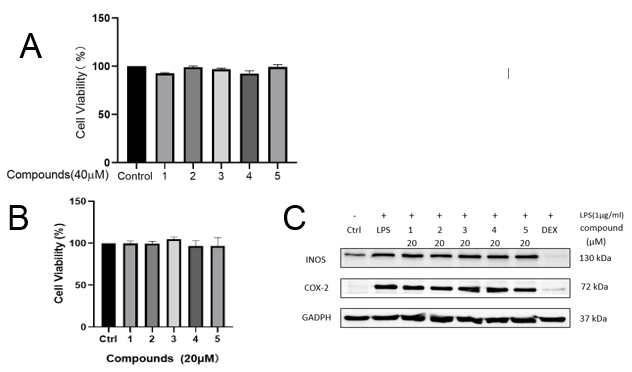 A
Cell Viability( %)
150
100
50
0
Compounds(40μM) Control 1 2 3 4 5
B
Cell Viability (%)
150
100
50
0
Ctrl 1 2 3 4 5
Compounds (20μM)
C
- + + + + + + + LPS(1μg/ml)
Ctrl LPS 1 2 3 4 5 DEX compound
20 20 20 20 20 (μM)
INOS 130 kDa
COX-2 72 kDa
GADPH 37 kDa